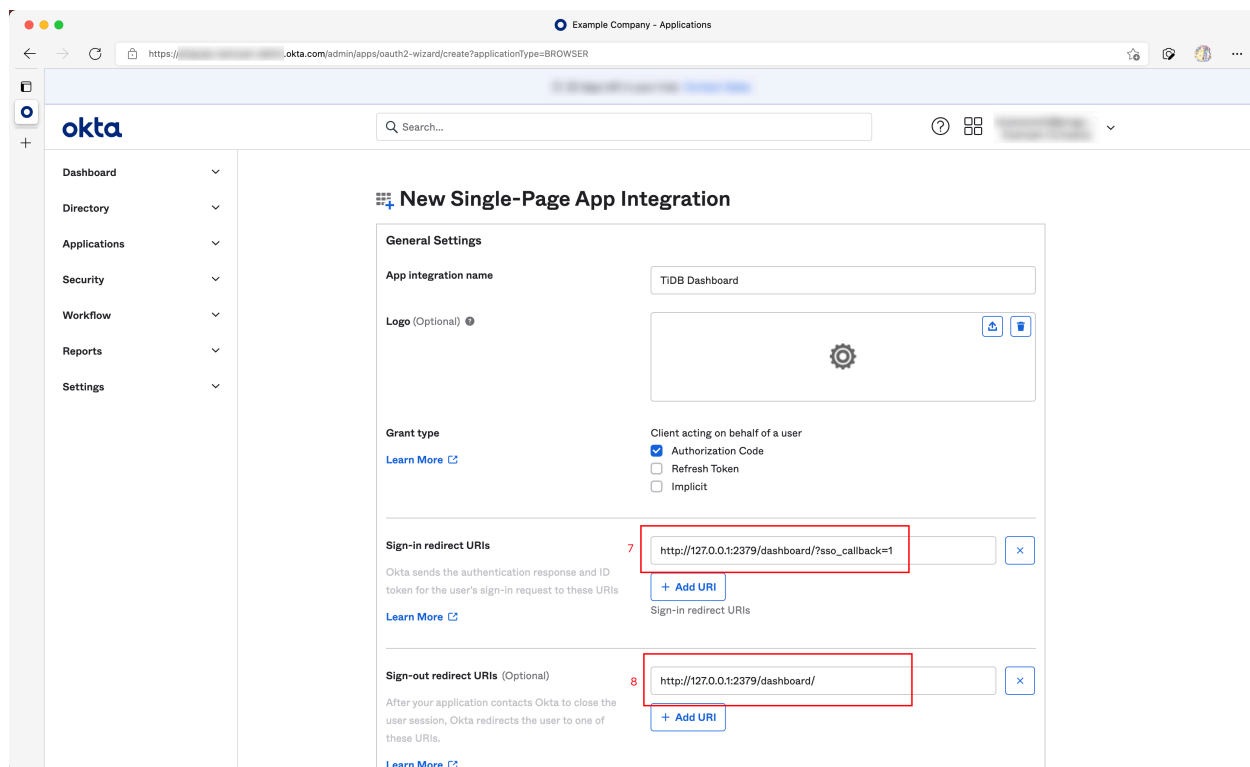 Example Company - Applications
https:// .okta.com/admin/apps/oauth2-wizard/create?applicationType=BROWSER
okta
Search...
Dashboard
Directory
Applications
Security
Workflow
Reports
Settings
New Single-Page App Integration
General Settings
App integration name
TiDB Dashboard
Logo (Optional)
Grant type
Client acting on behalf of a user
Learn More
Authorization Code
Refresh Token
Implicit
Sign-in redirect URIs
7
http://127.0.0.1:2379/dashboard/?sso_callback=1
Okta sends the authentication response and ID
token for the user's sign-in request to these URIs
+ Add URI
Sign-in redirect URIs
Learn More
Sign-out redirect URIs (Optional)
8
http://127.0.0.1:2379/dashboard/
After your application contacts Okta to close the
user session, Okta redirects the user to one of
these URIs.
+ Add URI
Learn More